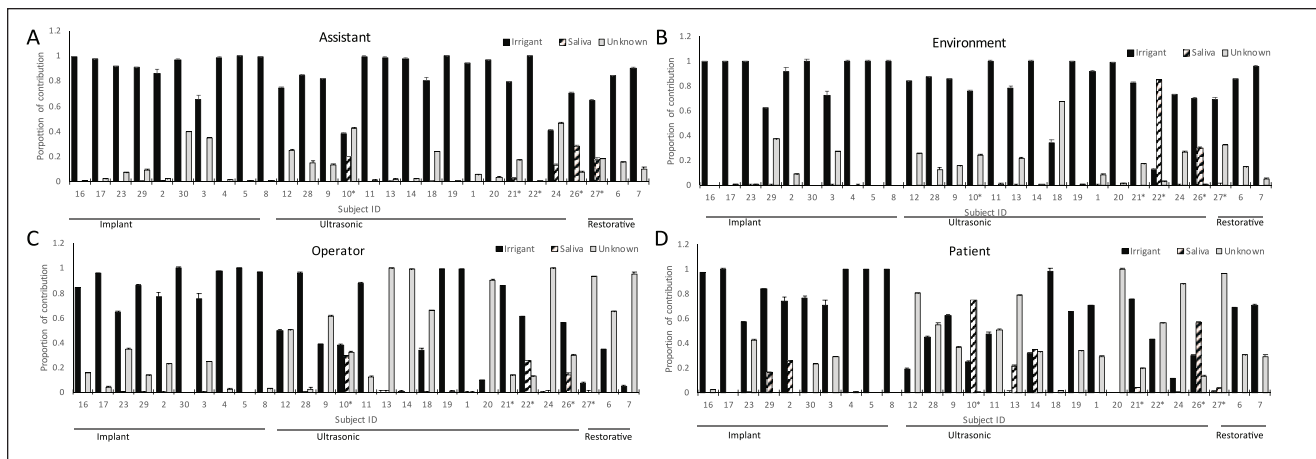 A
Assistant
Irrigant Saliva Unknown
Porpotion of contribution
1.2
1
0.8
0.6
0.4
0.2
0
16 17 23 29 2 30 3 4 5 8 12 28 9 10* 11 13 14 18 19 1 20 21* 22* 24 26* 27* 6 7
Subject ID
Implant Ultrasonic Restorative
B
Environment
Irrigant Saliva Unknown
Proportion of contribution
1.2
1
0.8
0.6
0.4
0.2
0
16 17 23 29 2 30 3 4 5 8 12 28 9 10* 11 13 14 18 19 1 20 21* 22* 24 26* 27* 6 7
Subject ID
Implant Ultrasonic Restorative
C
Operator
Irrigant Saliva Unknown
Proportion of contribution
1.2
1
0.8
0.6
0.4
0.2
0
16 17 23 29 2 30 3 4 5 8 12 28 9 10* 11 13 14 18 19 1 20 21* 22* 24 26* 27* 6 7
Subject ID
Implant Ultrasonic Restorative
D
Patient
Irrigant Saliva Unknown
Proportion of contribution
1.2
1
0.8
0.6
0.4
0.2
0
16 17 23 29 2 30 3 4 5 8 12 28 9 10* 11 13 14 18 19 1 20 21* 22* 24 26* 27* 6 7
Subject ID
Implant Ultrasonic Restorative